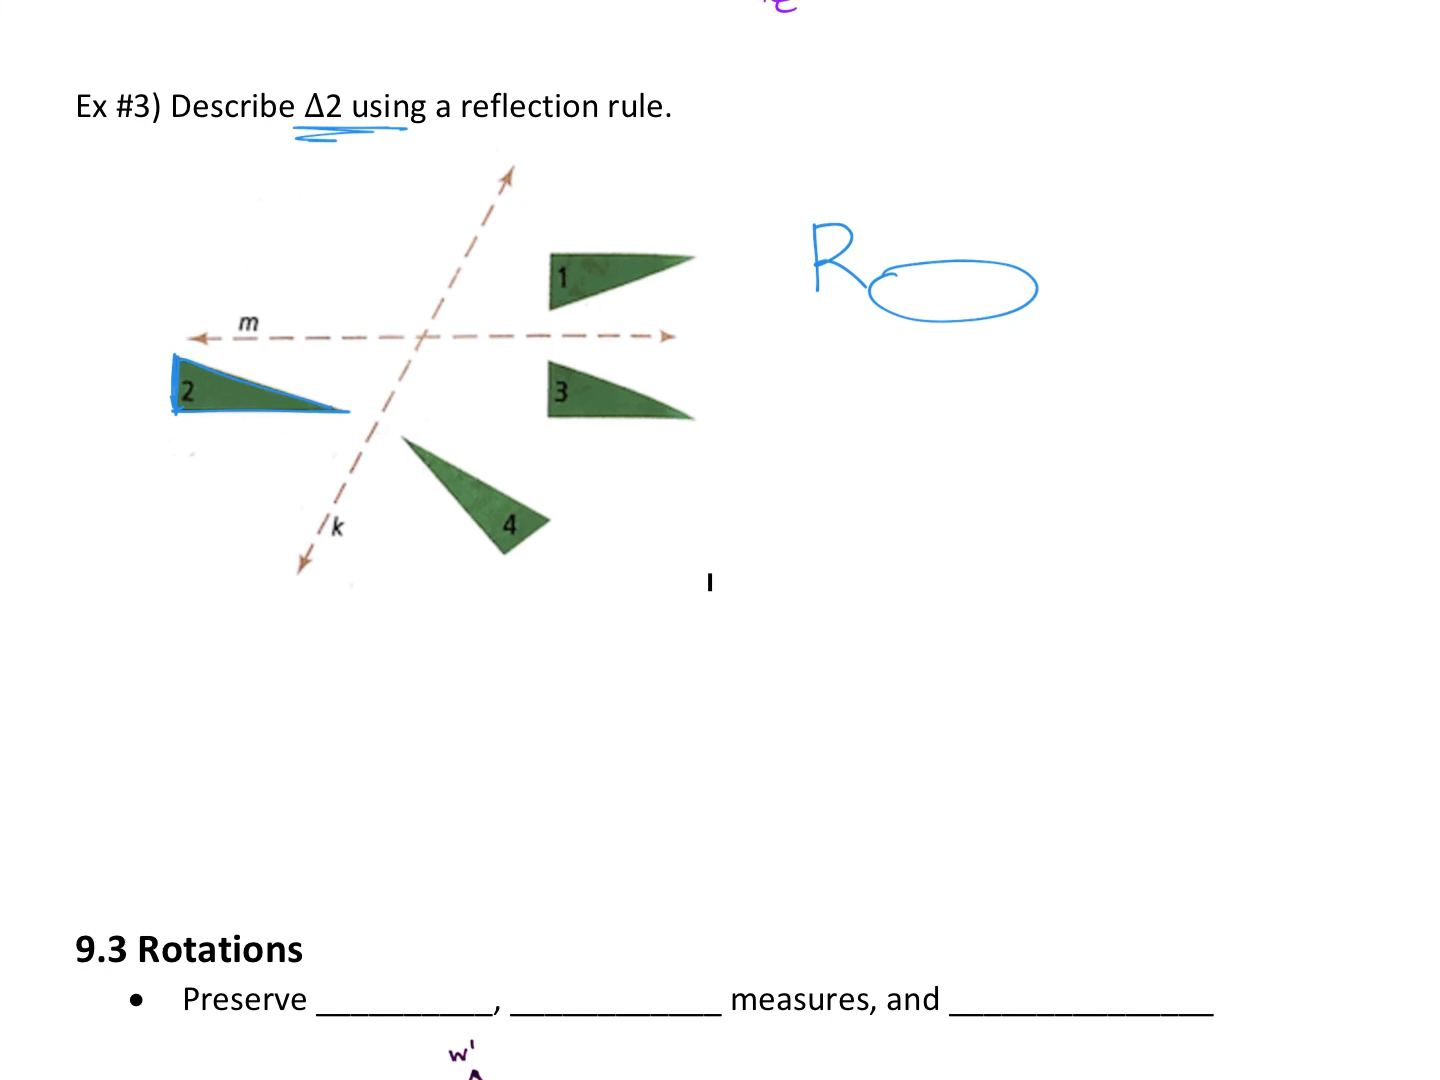 Ex #3) Describe Δ2 using a reflection rule.
1
m
R
2
3
4
k
9.3 Rotations
• Preserve __________, ____________ measures, and _______________
w'